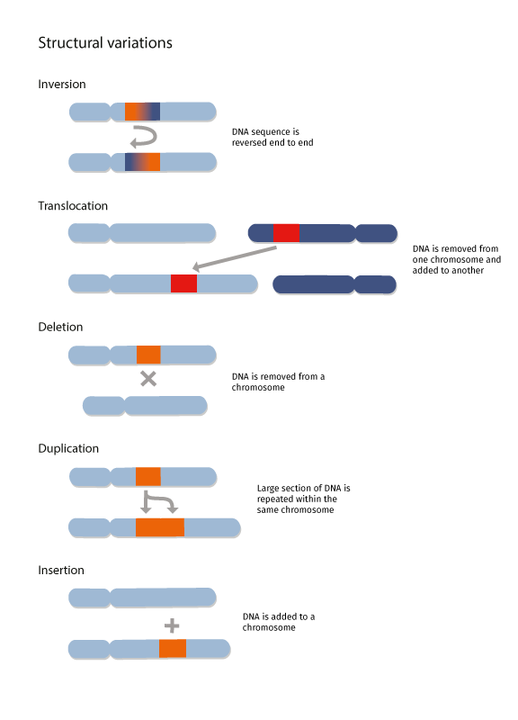 Structural variations
Inversion
DNA sequence is
reversed end to end
Translocation
DNA is removed from
one chromosome and
added to another
Deletion
DNA is removed from a
chromosome
Duplication
Large section of DNA is
repeated within the
same chromosome
Insertion
DNA is added to a
chromosome